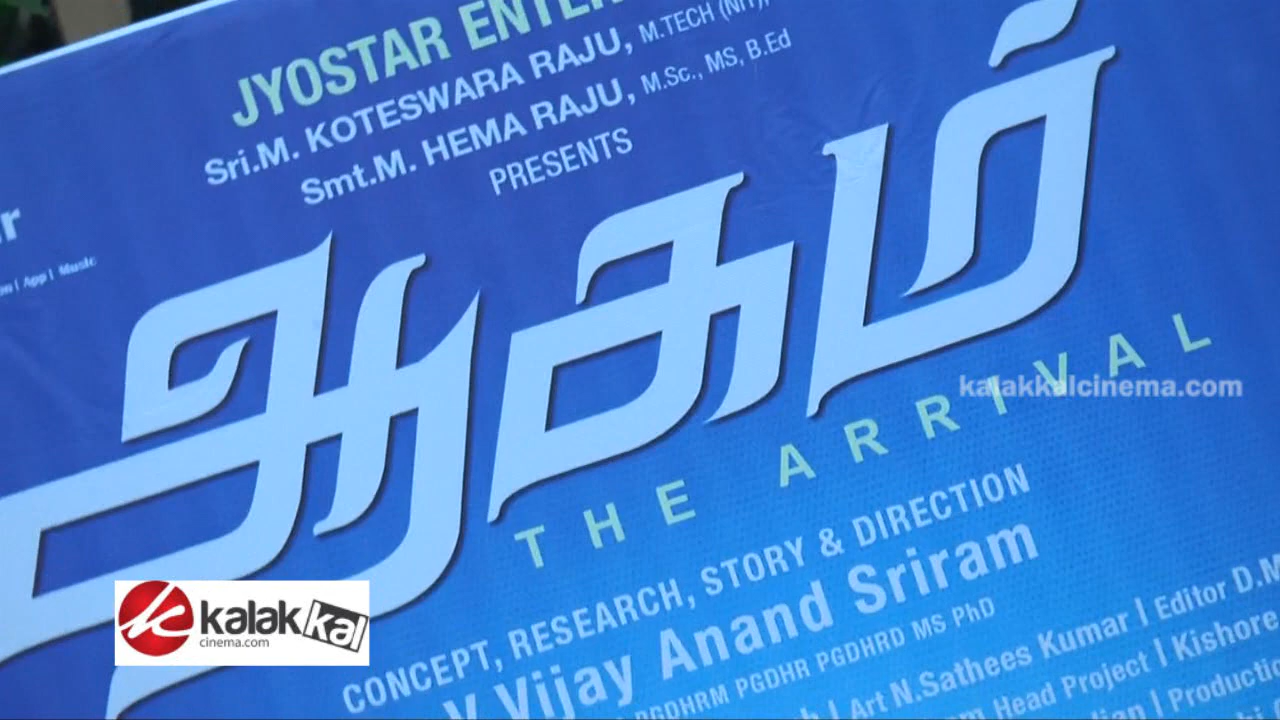 JYOSTAR
Sri.M. KOTESWARA RAJU, M.TECH (NIT),
Smt.M. HEMA RAJU, M.Sc., MS, B.Ed
PRESENTS
App | Music
ஆகம்
THE ARRIVAL
kalakkalcinema.com
CONCEPT, RESEARCH, STORY & DIRECTION
V Vijay Anand Sriram
PGDHRM PGDHR PGDHRD MS PhD
| Art N.Sathees Kumar | Editor D.M
Head Project | Kishore
| Production
kalakkal
cinema.com